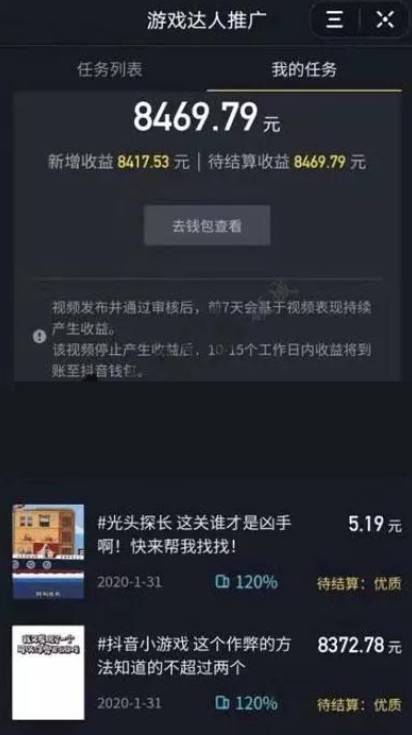 游戏达人推广
任务列表 我的任务
8469.79 元
新增收益 8417.53 元 | 待结算收益 8469.79 元
去钱包查看
视频发布并通过审核后，前7天会基于视频表现持续
产生收益。
该视频停止产生收益后，10-15个工作日内收益将到
账至抖音钱包。
#光头探长 这关谁才是凶手 5.19 元
啊！快来帮我找找！
2020-1-31 120% 待结算：优质
#抖音小游戏 这个作弊的方 8372.78 元
法知道的不超过两个
2020-1-31 120% 待结算：优质